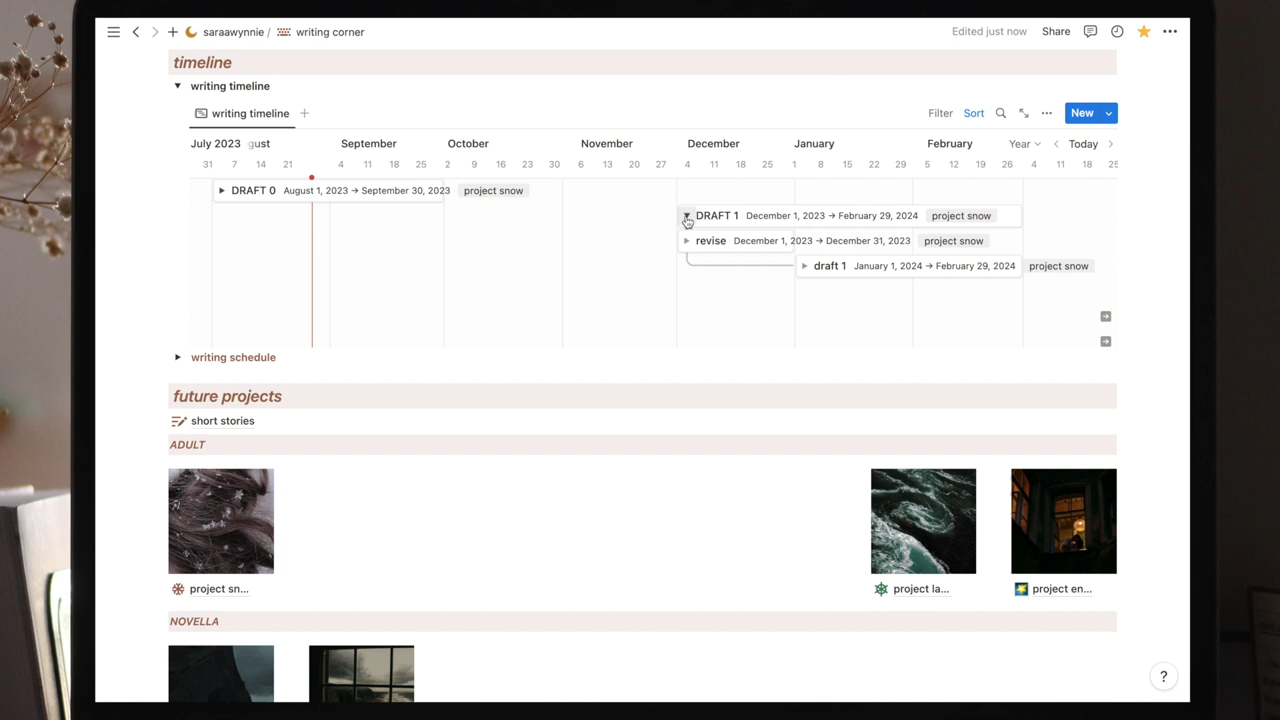 saraawynnie / writing corner Edited just now Share
timeline
writing timeline
writing timeline Filter Sort New
July 2023 gust September October November December January February Year Today
31 7 14 21 4 11 18 25 2 9 16 23 30 6 13 20 27 4 11 18 25 1 8 15 22 29 5 12 19 26 4 11 18 25
DRAFT 0 August 1, 2023 → September 30, 2023 project snow
DRAFT 1 December 1, 2023 → February 29, 2024 project snow
revise December 1, 2023 → December 31, 2023 project snow
draft 1 January 1, 2024 → February 29, 2024 project snow
writing schedule
future projects
short stories
ADULT
project sn... project la... project en...
NOVELLA
?